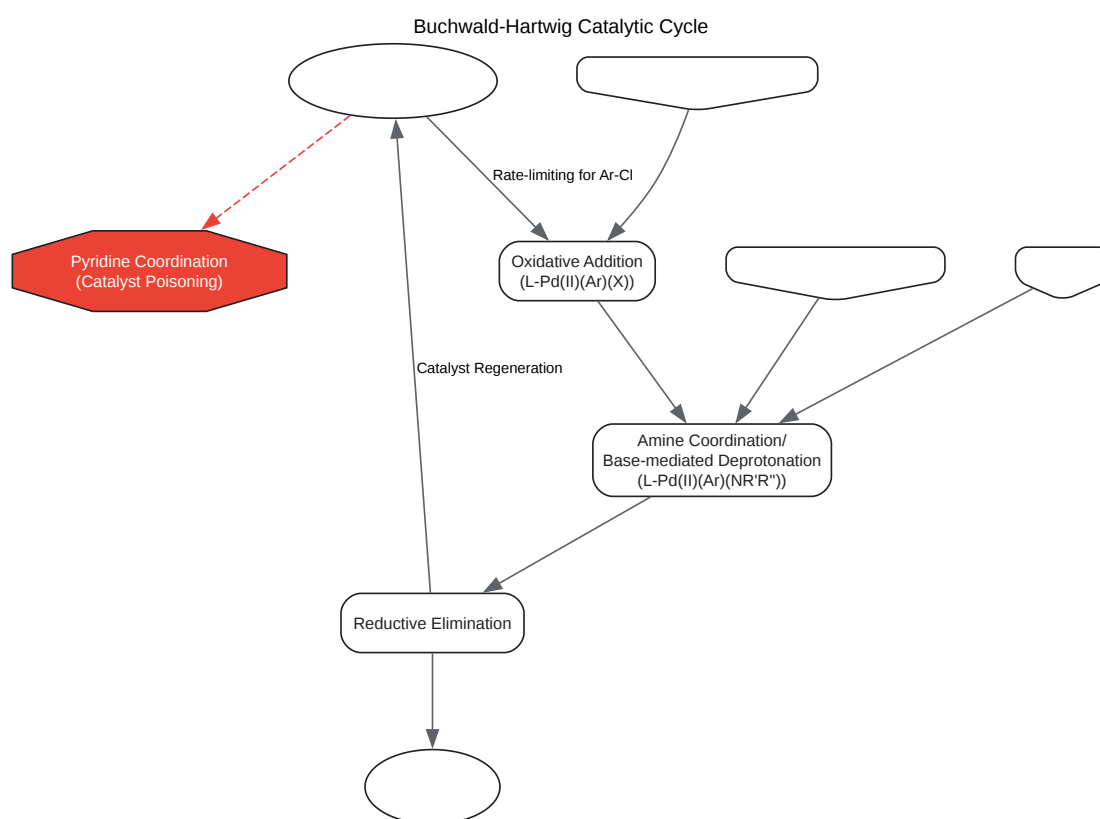 Buchwald-Hartwig Catalytic Cycle
Rate-limiting for Ar-Cl
Pyridine Coordination
(Catalyst Poisoning)
Oxidative Addition
(L-Pd(II)(Ar)(X))
Catalyst Regeneration
Amine Coordination/
Base-mediated Deprotonation
(L-Pd(II)(Ar)(NR'R"))
Reductive Elimination